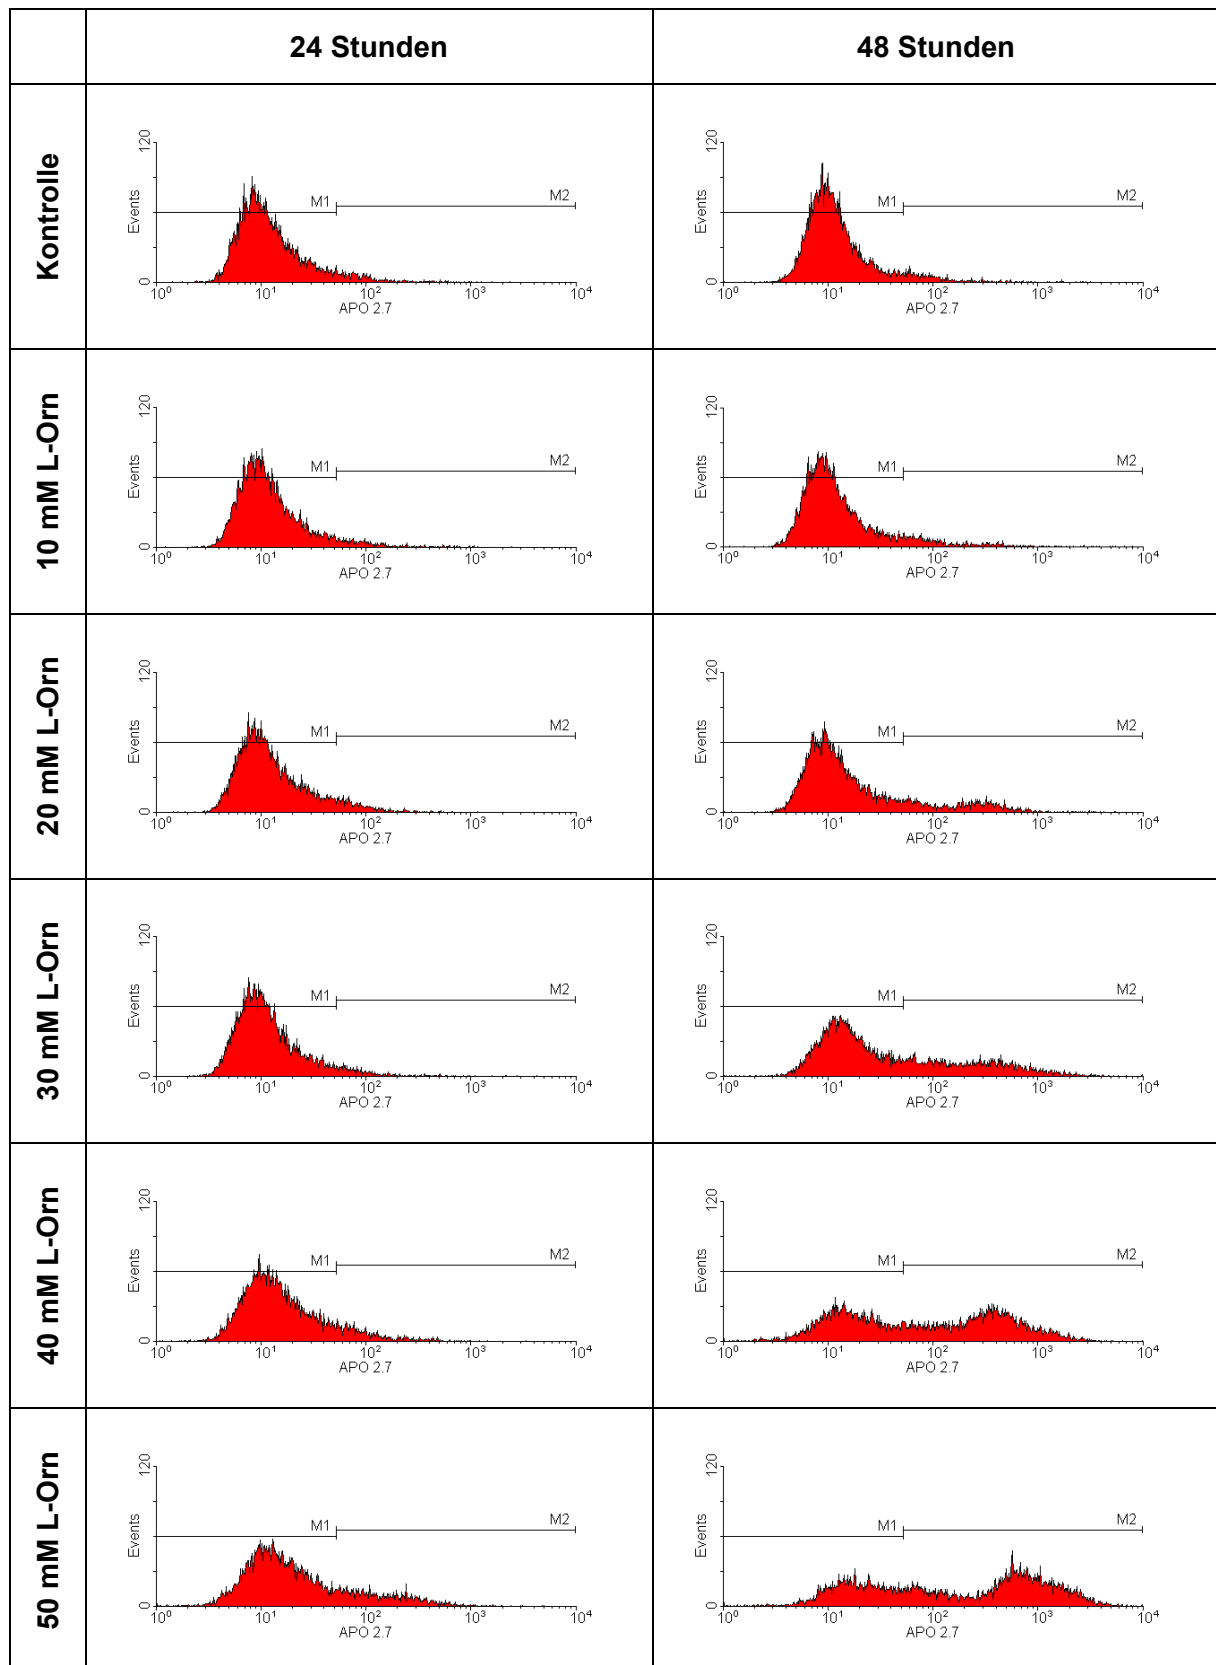 24 Stunden 48 Stunden
Kontrolle
120 M1 M2 Events 0 10⁰ 10¹ 10² 10³ 10⁴ APO 2.7
120 M1 M2 Events 0 10⁰ 10¹ 10² 10³ 10⁴ APO 2.7
10 mM L-Orn
120 M1 M2 Events 0 10⁰ 10¹ 10² 10³ 10⁴ APO 2.7
120 M1 M2 Events 0 10⁰ 10¹ 10² 10³ 10⁴ APO 2.7
20 mM L-Orn
120 M1 M2 Events 0 10⁰ 10¹ 10² 10³ 10⁴ APO 2.7
120 M1 M2 Events 0 10⁰ 10¹ 10² 10³ 10⁴ APO 2.7
30 mM L-Orn
120 M1 M2 Events 0 10⁰ 10¹ 10² 10³ 10⁴ APO 2.7
120 M1 M2 Events 0 10⁰ 10¹ 10² 10³ 10⁴ APO 2.7
40 mM L-Orn
120 M1 M2 Events 0 10⁰ 10¹ 10² 10³ 10⁴ APO 2.7
120 M1 M2 Events 0 10⁰ 10¹ 10² 10³ 10⁴ APO 2.7
50 mM L-Orn
120 M1 M2 Events 0 10⁰ 10¹ 10² 10³ 10⁴ APO 2.7
120 M1 M2 Events 0 10⁰ 10¹ 10² 10³ 10⁴ APO 2.7